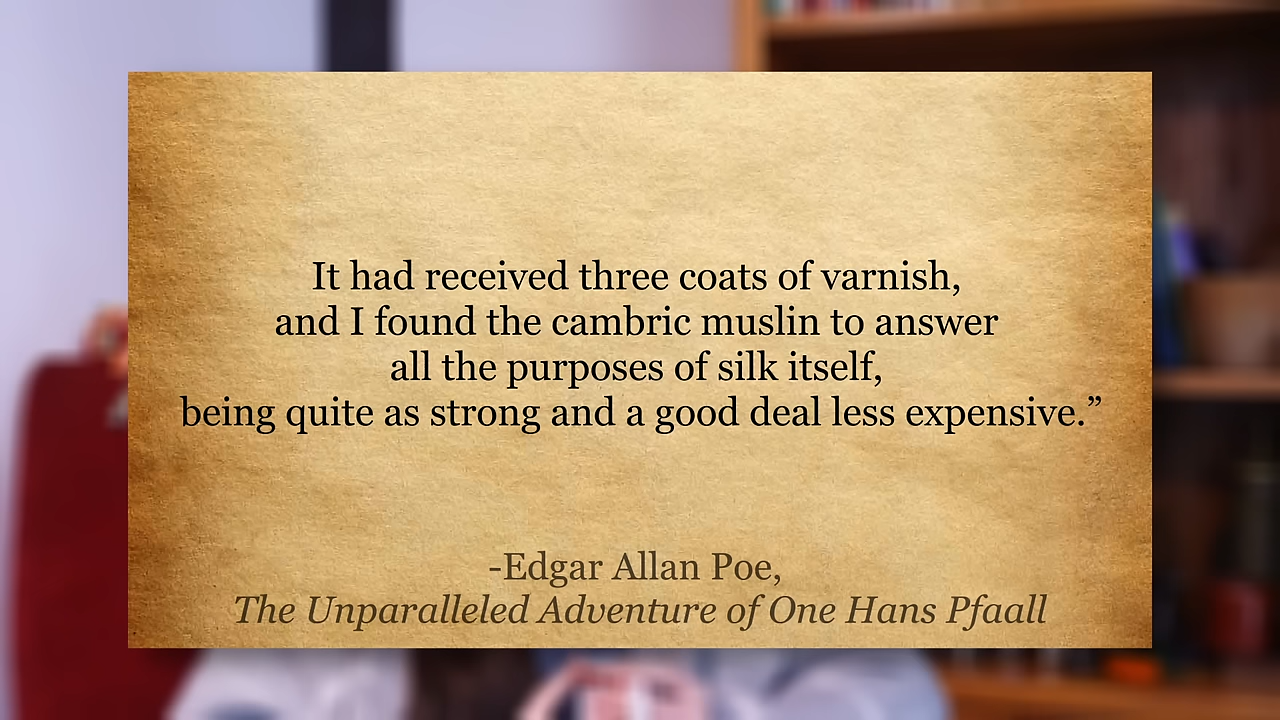 It had received three coats of varnish,
and I found the cambric muslin to answer
all the purposes of silk itself,
being quite as strong and a good deal less expensive.”
-Edgar Allan Poe,
The Unparalleled Adventure of One Hans Pfaall